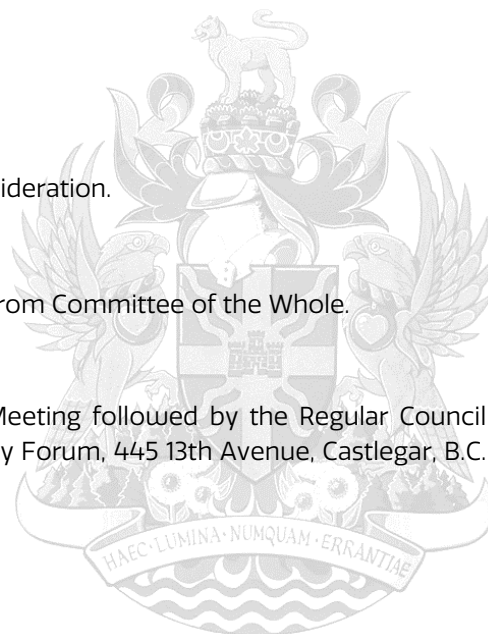 ideration.
rom Committee of the Whole.
Meeting followed by the Regular Council
y Forum, 445 13th Avenue, Castlegar, B.C.
HAEC·LUMINA·NUMQUAM·ERRANTIAE